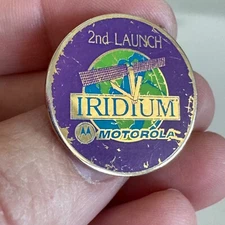 2nd LAUNCH
IRIDIUM
MOTOROLA